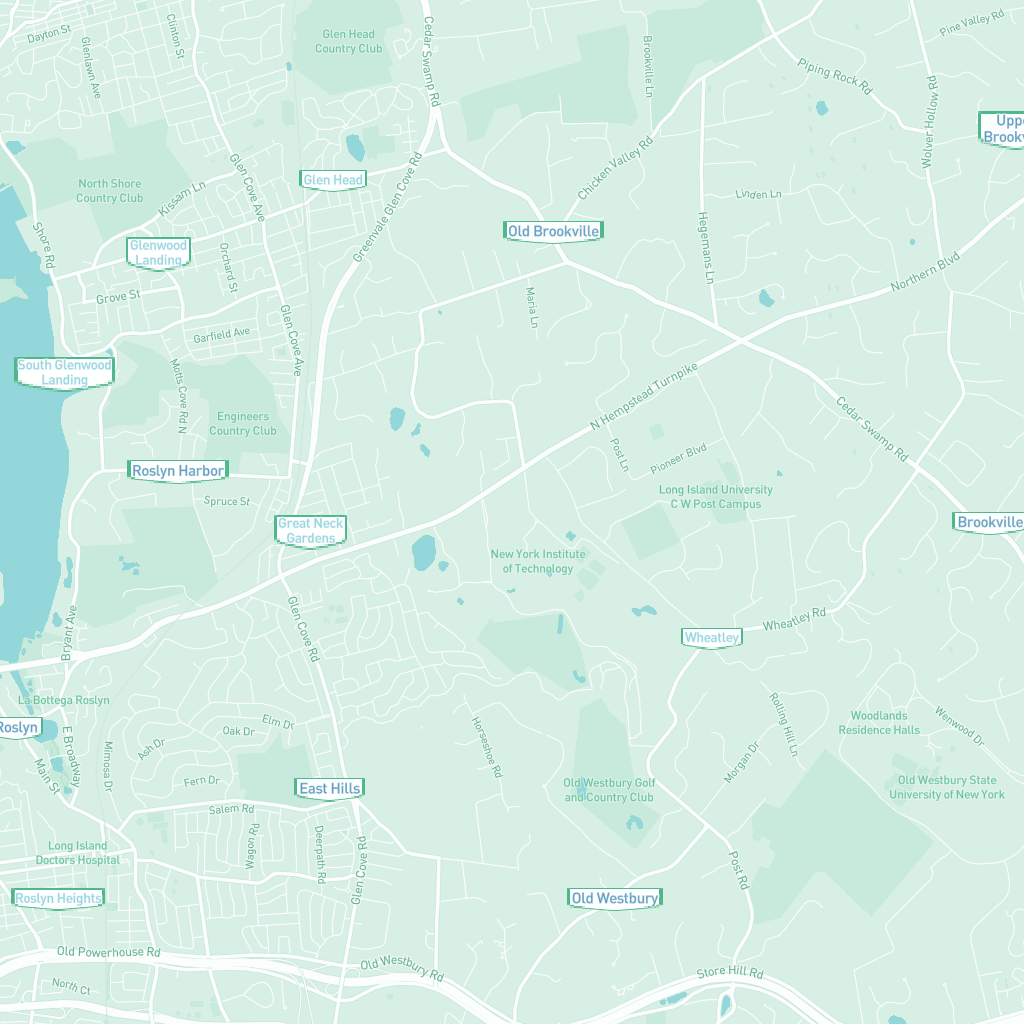 Dayton St
Glenlawn Ave
Clinton St
Glen Head
Country Club
Cedar Swamp Rd
Brookville Ln
Pine Valley Rd
Piping Rock Rd
Wolver Hollow Rd
Chicken Valley Rd
North Shore
Country Club
Kissam Ln
Glen Cove Ave
Glen Head
Greenvale Glen Cove Rd
Linden Ln
Old Brookville
Hegemans Ln
Shore Rd
Glenwood
Landing
Orchard St
Northern Blvd
Grove St
Maria Ln
Garfield Ave
Glen Cove Ave
South Glenwood
Landing
Motts Cove Rd N
N Hempstead Turnpike
Engineers
Country Club
Cedar Swamp Rd
Post Ln
Pioneer Blvd
Roslyn Harbor
Spruce St
Long Island University
C W Post Campus
Great Neck
Gardens
Brookville
New York Institute
of Technology
Bryant Ave
Glen Cove Rd
Wheatley
Wheatley Rd
La Bottega Roslyn
Roslyn
E Broadway
Elm Dr
Oak Dr
Ash Dr
Mimosa Dr
Fern Dr
Main St
Horseshoe Rd
Rolling Hill Ln
Woodlands
Residence Halls
Wenwood Dr
Morgan Dr
Old Westbury Golf
and Country Club
Old Westbury State
University of New York
East Hills
Salem Rd
Wagon Rd
Deerpath Rd
Glen Cove Rd
Long Island
Doctors Hospital
Roslyn Heights
Post Rd
Old Westbury
Old Powerhouse Rd
Old Westbury Rd
Store Hill Rd
North Ct